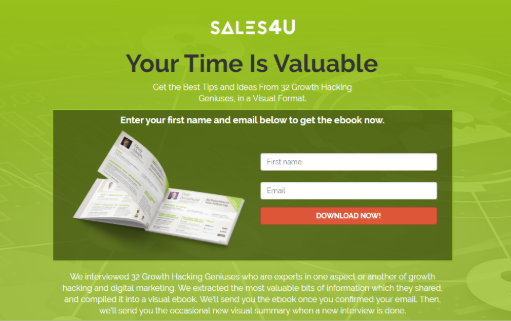 SALES4U
Your Time Is Valuable
Get the Best Tips and Ideas From 32 Growth Hacking
Geniuses, in a Visual Format.
Enter your first name and email below to get the ebook now.
First name
Email
DOWNLOAD NOW!
We interviewed 32 Growth Hacking Geniuses who are experts in one aspect or another of growth
hacking and digital marketing. We extracted the most valuable bits of information which they shared,
and compiled it into a visual ebook. We'll send you the ebook once you confirmed your email. Then,
we'll send you the occasional new visual summary when a new interview is done.